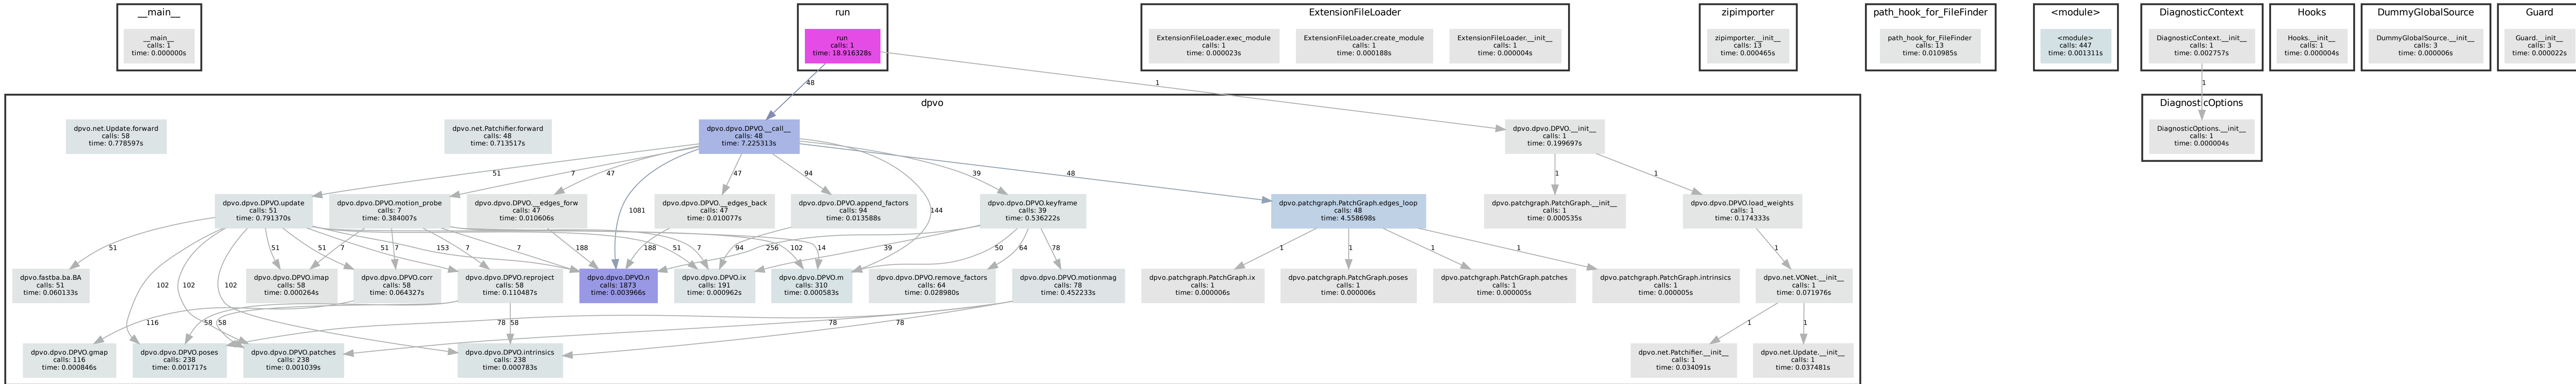 __main__
__main__
calls: 1
time: 0.000000s
run
run
calls: 1
time: 18.916328s
ExtensionFileLoader
ExtensionFileLoader.exec_module
calls: 1
time: 0.000023s
ExtensionFileLoader.create_module
calls: 1
time: 0.000188s
ExtensionFileLoader.__init__
calls: 1
time: 0.000004s
zipimporter
zipimporter.__init__
calls: 13
time: 0.000465s
path_hook_for_FileFinder
path_hook_for_FileFinder
calls: 13
time: 0.010985s
<module>
<module>
calls: 447
time: 0.001311s
DiagnosticContext
DiagnosticContext.__init__
calls: 1
time: 0.002757s
Hooks
Hooks.__init__
calls: 1
time: 0.000004s
DummyGlobalSource
DummyGlobalSource.__init__
calls: 3
time: 0.000006s
Guard
Guard.__init__
calls: 3
time: 0.000022s
48
1
1
dpvo
DiagnosticOptions
DiagnosticOptions.__init__
calls: 1
time: 0.000004s
dpvo.net.Update.forward
calls: 58
time: 0.778597s
dpvo.net.Patchifier.forward
calls: 48
time: 0.713517s
dpvo.dpvo.DPVO.__call__
calls: 48
time: 7.225313s
dpvo.dpvo.DPVO.__init__
calls: 1
time: 0.199697s
51
7
47
47
94
39
48
1
1
1081
144
dpvo.dpvo.DPVO.update
calls: 51
time: 0.791370s
dpvo.dpvo.DPVO.motion_probe
calls: 7
time: 0.384007s
dpvo.dpvo.DPVO.__edges_forw
calls: 47
time: 0.010606s
dpvo.dpvo.DPVO.__edges_back
calls: 47
time: 0.010077s
dpvo.dpvo.DPVO.append_factors
calls: 94
time: 0.013588s
dpvo.dpvo.DPVO.keyframe
calls: 39
time: 0.536222s
dpvo.patchgraph.PatchGraph.edges_loop
calls: 48
time: 4.558698s
dpvo.patchgraph.PatchGraph.__init__
calls: 1
time: 0.000535s
dpvo.dpvo.DPVO.load_weights
calls: 1
time: 0.174333s
51
51
7
51
7
51
153
7
7
188
188
51
7
94
256
102
14
39
50
64
78
1
1
1
1
1
dpvo.fastba.ba.BA
calls: 51
time: 0.060133s
dpvo.dpvo.DPVO.imap
calls: 58
time: 0.000264s
dpvo.dpvo.DPVO.corr
calls: 58
time: 0.064327s
dpvo.dpvo.DPVO.reproject
calls: 58
time: 0.110487s
dpvo.dpvo.DPVO.n
calls: 1873
time: 0.003966s
dpvo.dpvo.DPVO.ix
calls: 191
time: 0.000962s
dpvo.dpvo.DPVO.m
calls: 310
time: 0.000583s
dpvo.dpvo.DPVO.remove_factors
calls: 64
time: 0.028980s
dpvo.dpvo.DPVO.motionmag
calls: 78
time: 0.452233s
dpvo.patchgraph.PatchGraph.ix
calls: 1
time: 0.000006s
dpvo.patchgraph.PatchGraph.poses
calls: 1
time: 0.000006s
dpvo.patchgraph.PatchGraph.patches
calls: 1
time: 0.000005s
dpvo.patchgraph.PatchGraph.intrinsics
calls: 1
time: 0.000005s
dpvo.net.VONet.__init__
calls: 1
time: 0.071976s
102
102
102
116
58
58
58
78
78
78
1
1
dpvo.dpvo.DPVO.gmap
calls: 116
time: 0.000846s
dpvo.dpvo.DPVO.poses
calls: 238
time: 0.001717s
dpvo.dpvo.DPVO.patches
calls: 238
time: 0.001039s
dpvo.dpvo.DPVO.intrinsics
calls: 238
time: 0.000783s
dpvo.net.Patchifier.__init__
calls: 1
time: 0.034091s
dpvo.net.Update.__init__
calls: 1
time: 0.037481s